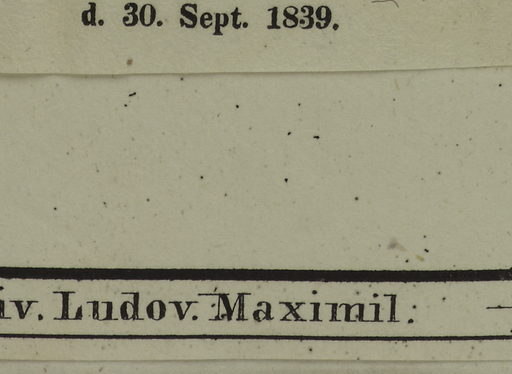 d. 30. Sept. 1839.
iv. Ludov. Maximil.